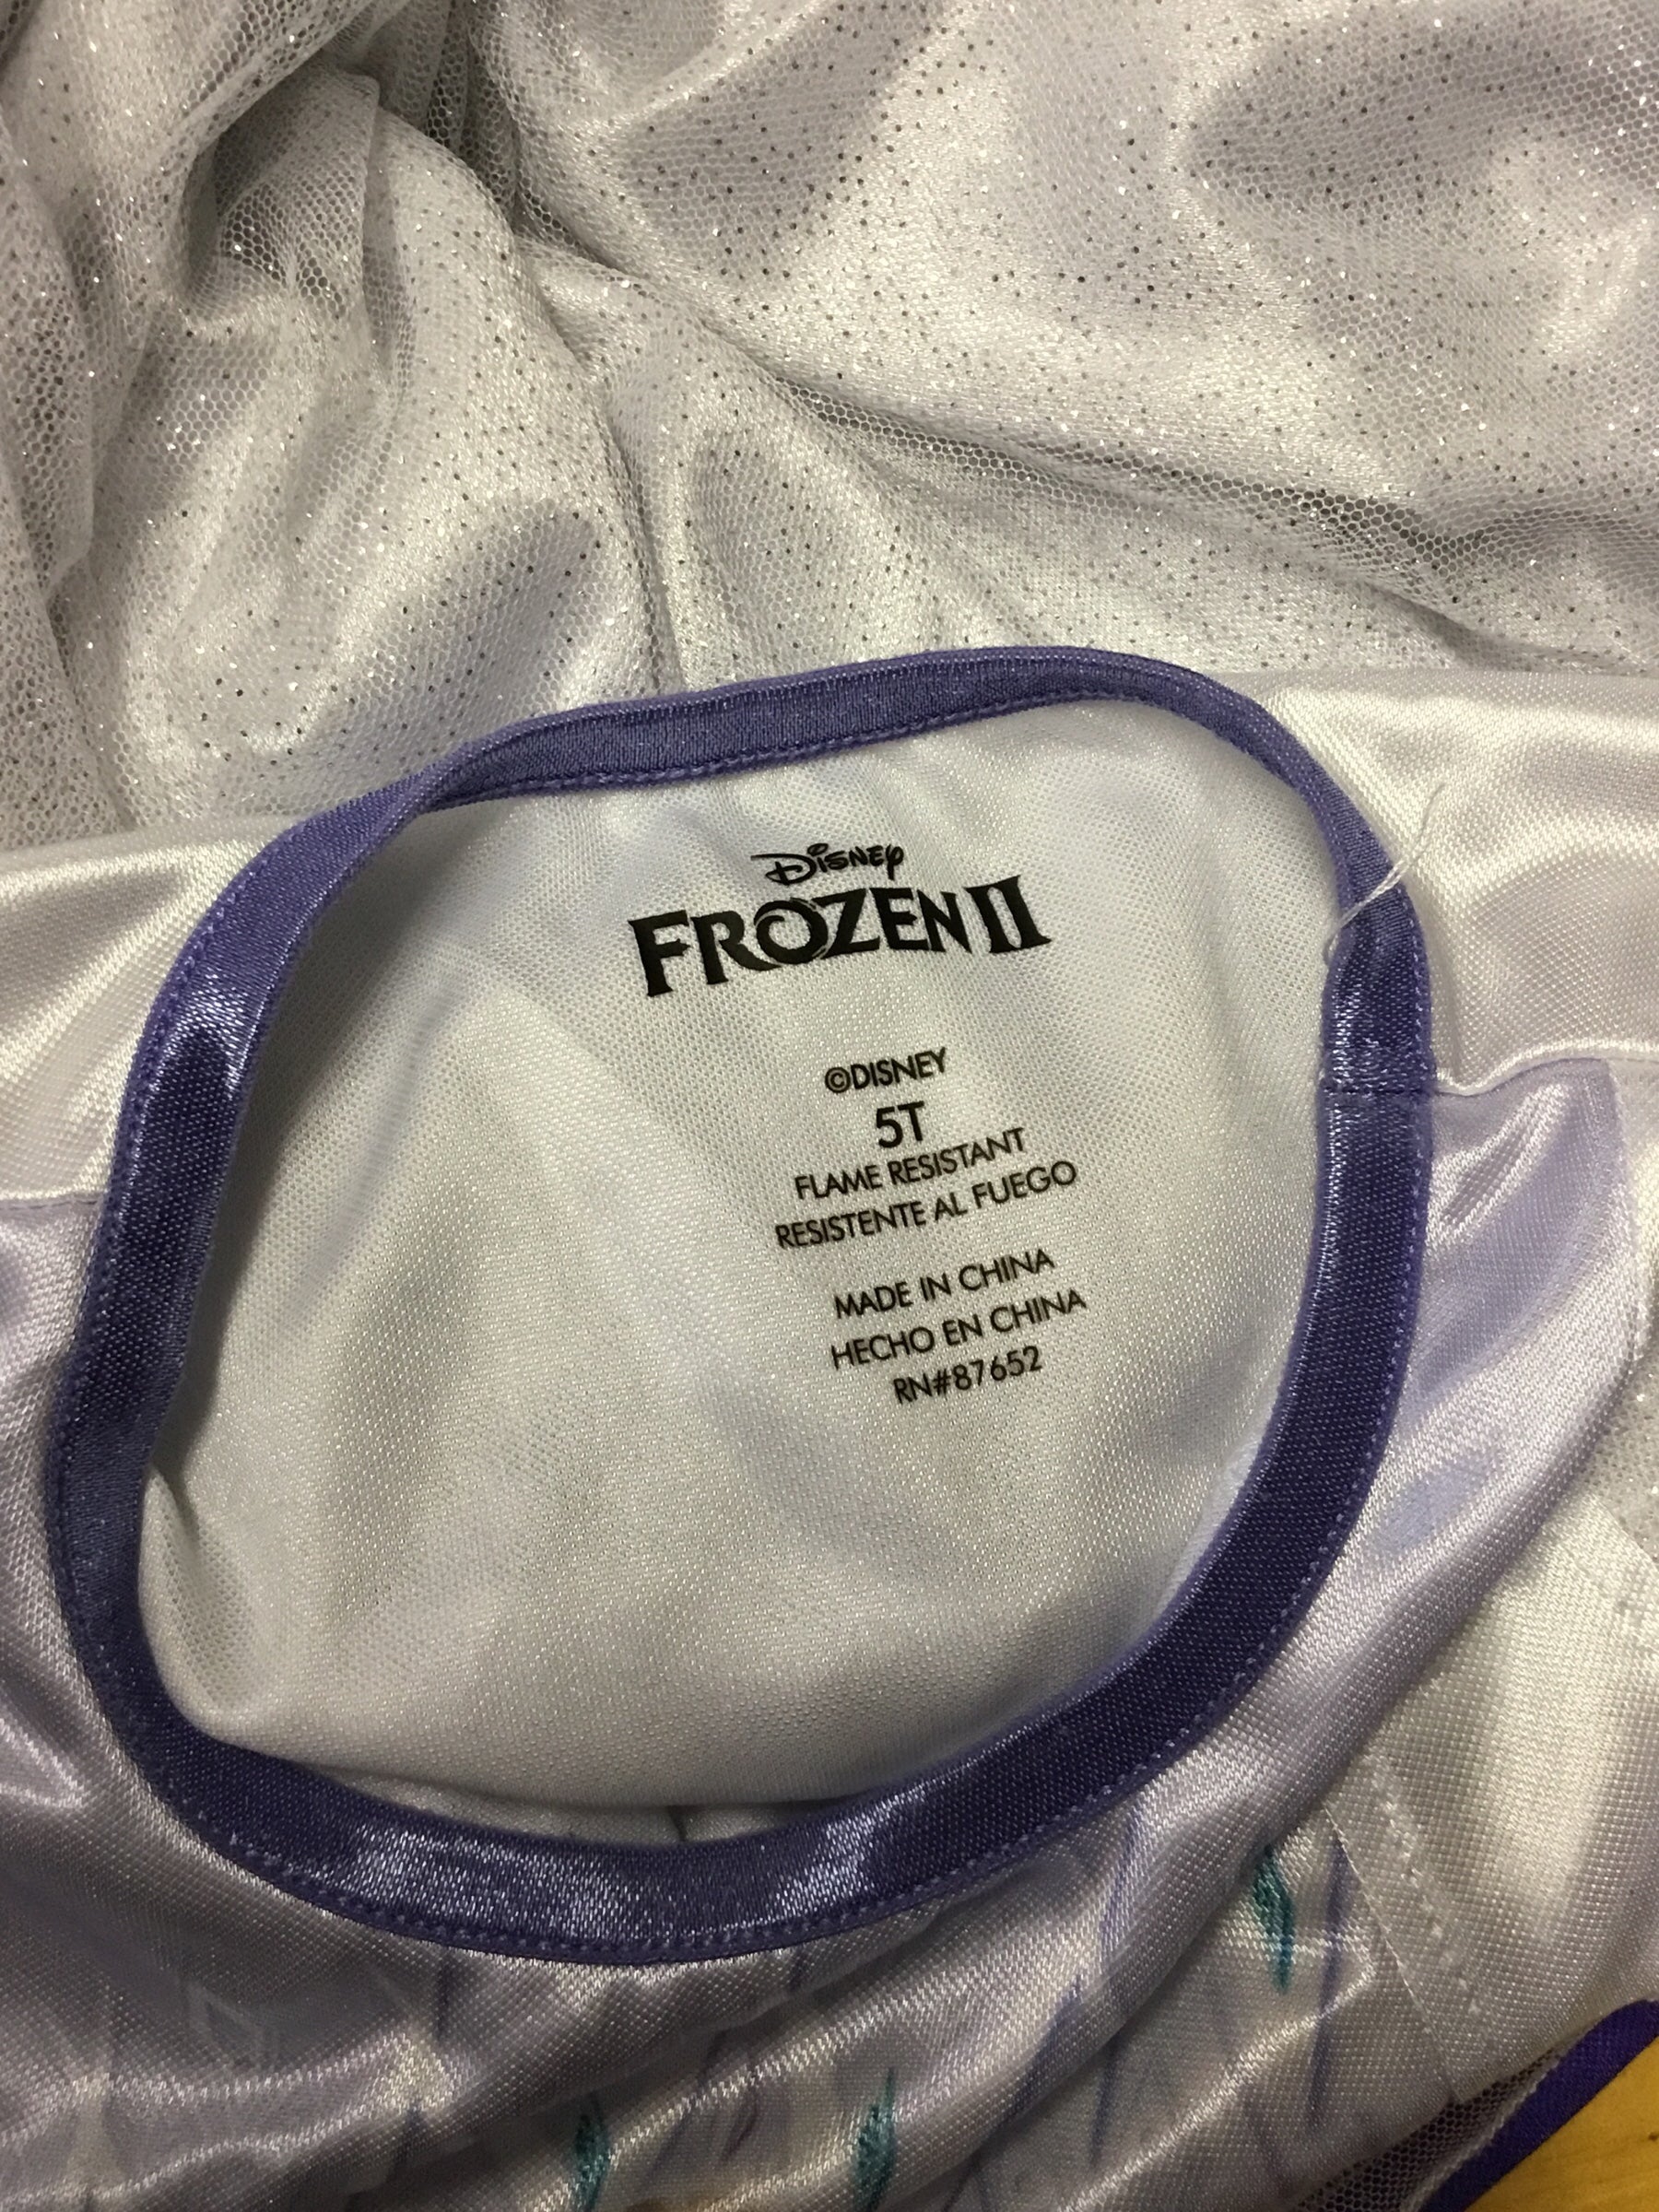 Disney
FROZEN II
©DISNEY
5T
FLAME RESISTANT
RESISTENTE AL FUEGO
MADE IN CHINA
HECHO EN CHINA
RN#87652